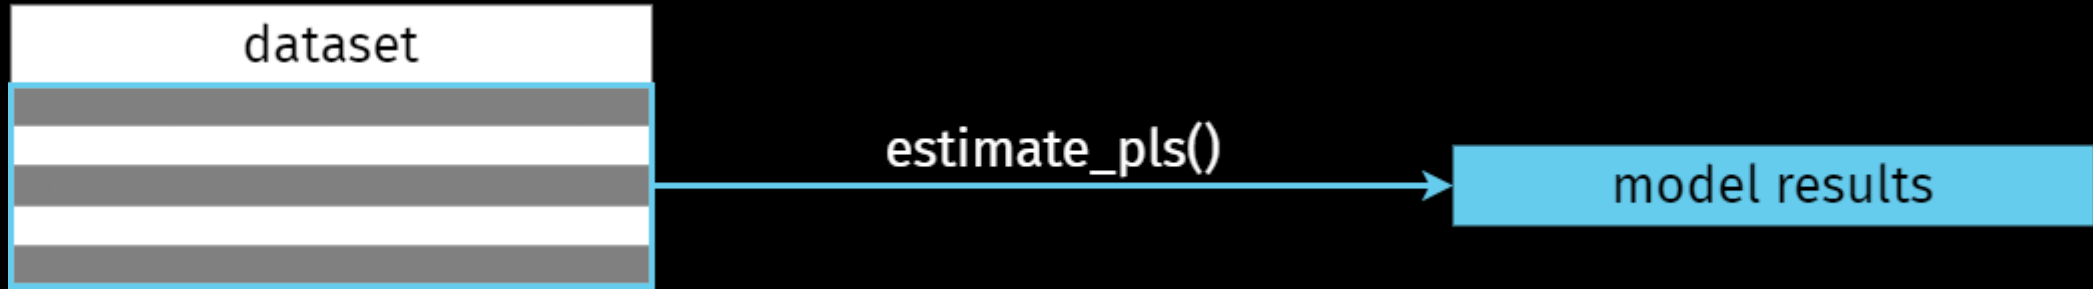 dataset
estimate_pls()
model results